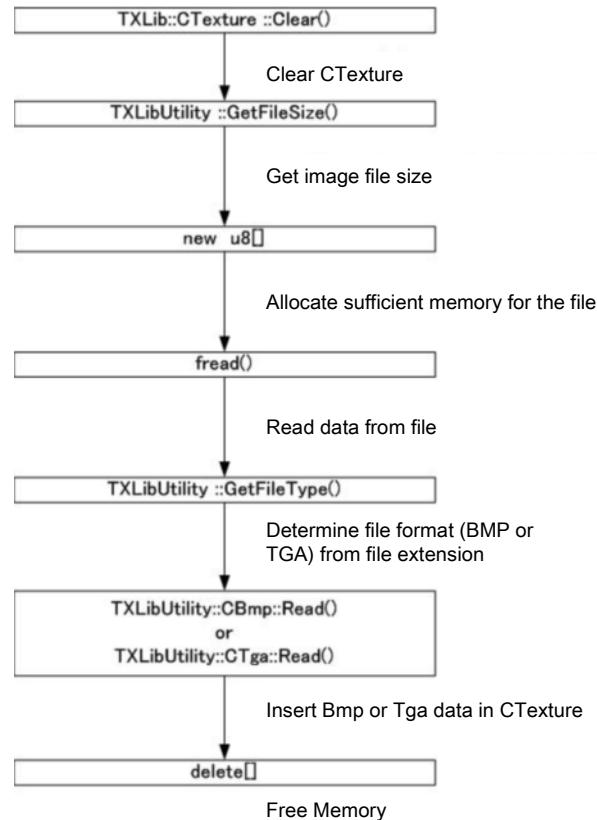 TXLib::CTexture ::Clear()
Clear CTexture
TXLibUtility ::GetFileSize()
Get image file size
new u8[]
Allocate sufficient memory for the file
fread()
Read data from file
TXLibUtility ::GetFileType()
Determine file format (BMP or
TGA) from file extension
TXLibUtility::CBmp::Read()
or
TXLibUtility::CTga::Read()
Insert Bmp or Tga data in CTexture
delete[]
Free Memory